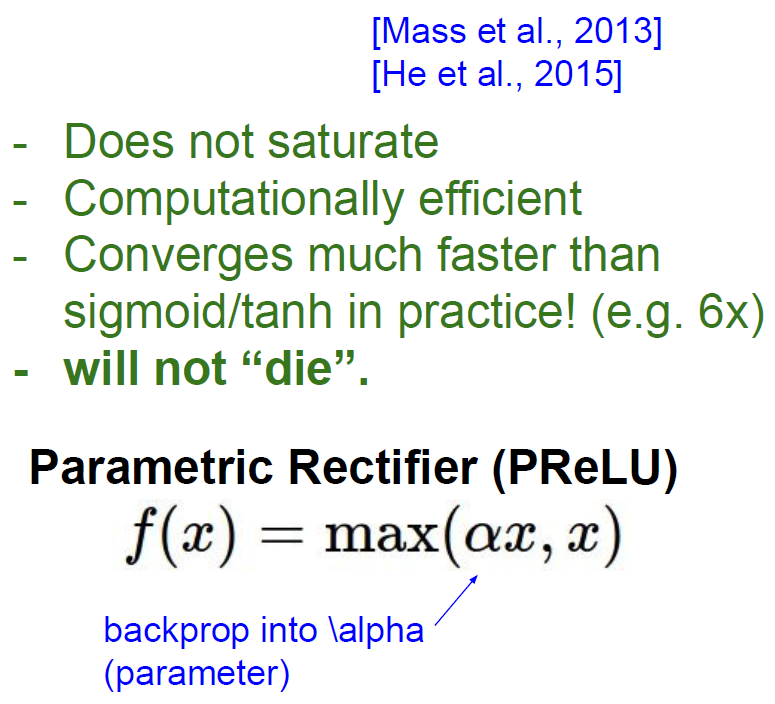 [Mass et al., 2013]
[He et al., 2015]
- Does not saturate
- Computationally efficient
- Converges much faster than
sigmoid/tanh in practice! (e.g. 6x)
- will not “die”.
Parametric Rectifier (PReLU)
f(x) = max(αx, x)
backprop into \alpha
(parameter)